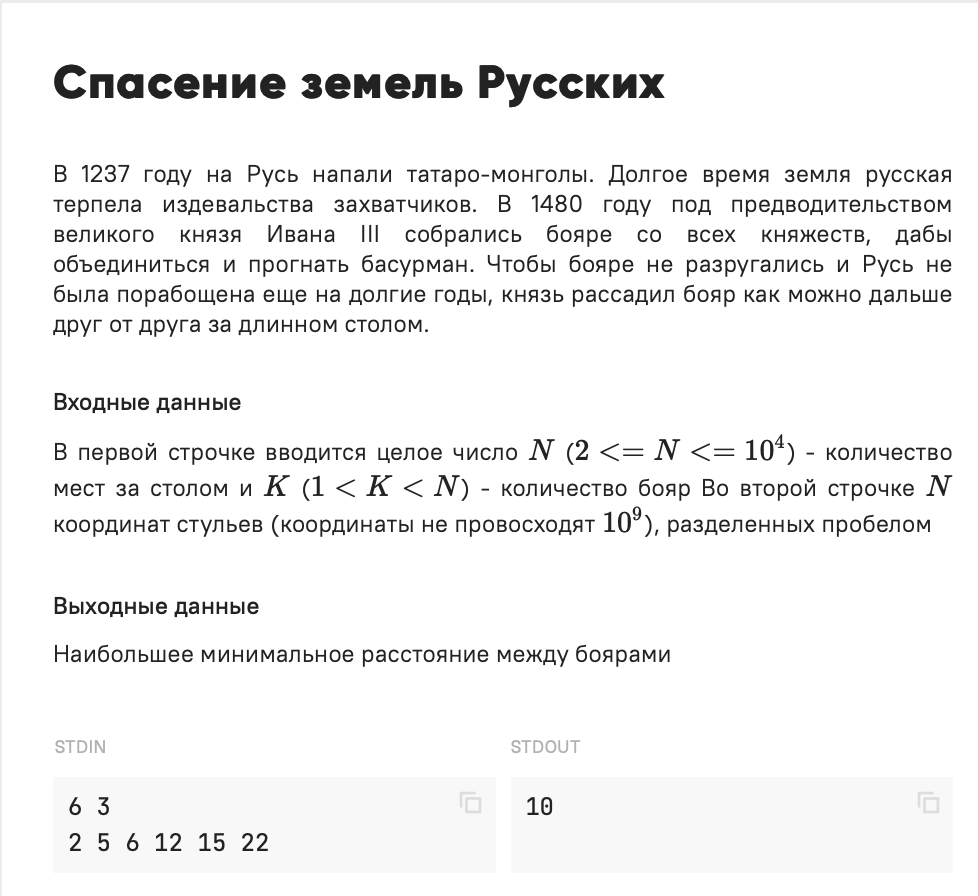 Спасение земель Русских
В 1237 году на Русь напали татаро-монголы. Долгое время земля русская
терпела издевальства захватчиков. В 1480 году под предводительством
великого князя Ивана III собрались бояре со всех княжеств, дабы
объединиться и прогнать басурман. Чтобы бояре не разругались и Русь не
была порабощена еще на долгие годы, князь рассадил бояр как можно дальше
друг от друга за длинном столом.
Входные данные
В первой строчке вводится целое число N (2 <= N <= 10⁴) - количество
мест за столом и K (1 < K < N) - количество бояр Во второй строчке N
координат стульев (координаты не провосходят 10⁹), разделенных пробелом
Выходные данные
Наибольшее минимальное расстояние между боярами
STDIN
6 3
2 5 6 12 15 22
STDOUT
10